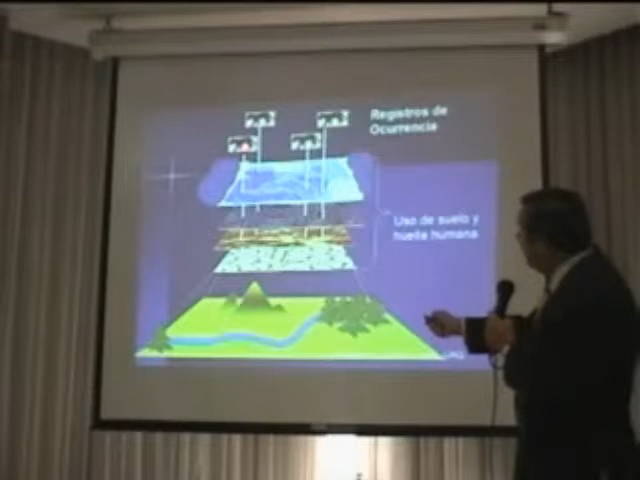 Registros de
Ocurrencia
Uso de suelo y
huella humana